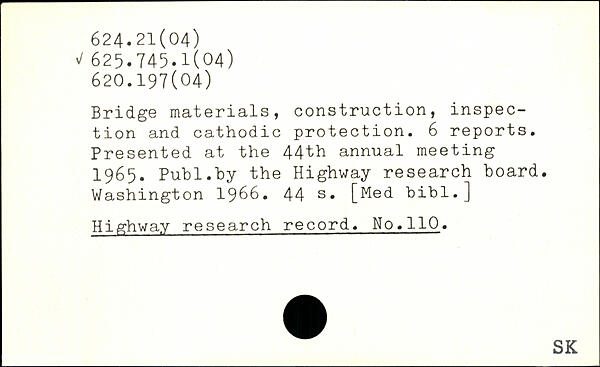 624.21(04)
√ 625.745.1(04)
620.197(04)
Bridge materials, construction, inspec-
tion and cathodic protection. 6 reports.
Presented at the 44th annual meeting
1965. Publ.by the Highway research board.
Washington 1966. 44 s. [Med bibl.]
Highway research record. No.110.
SK